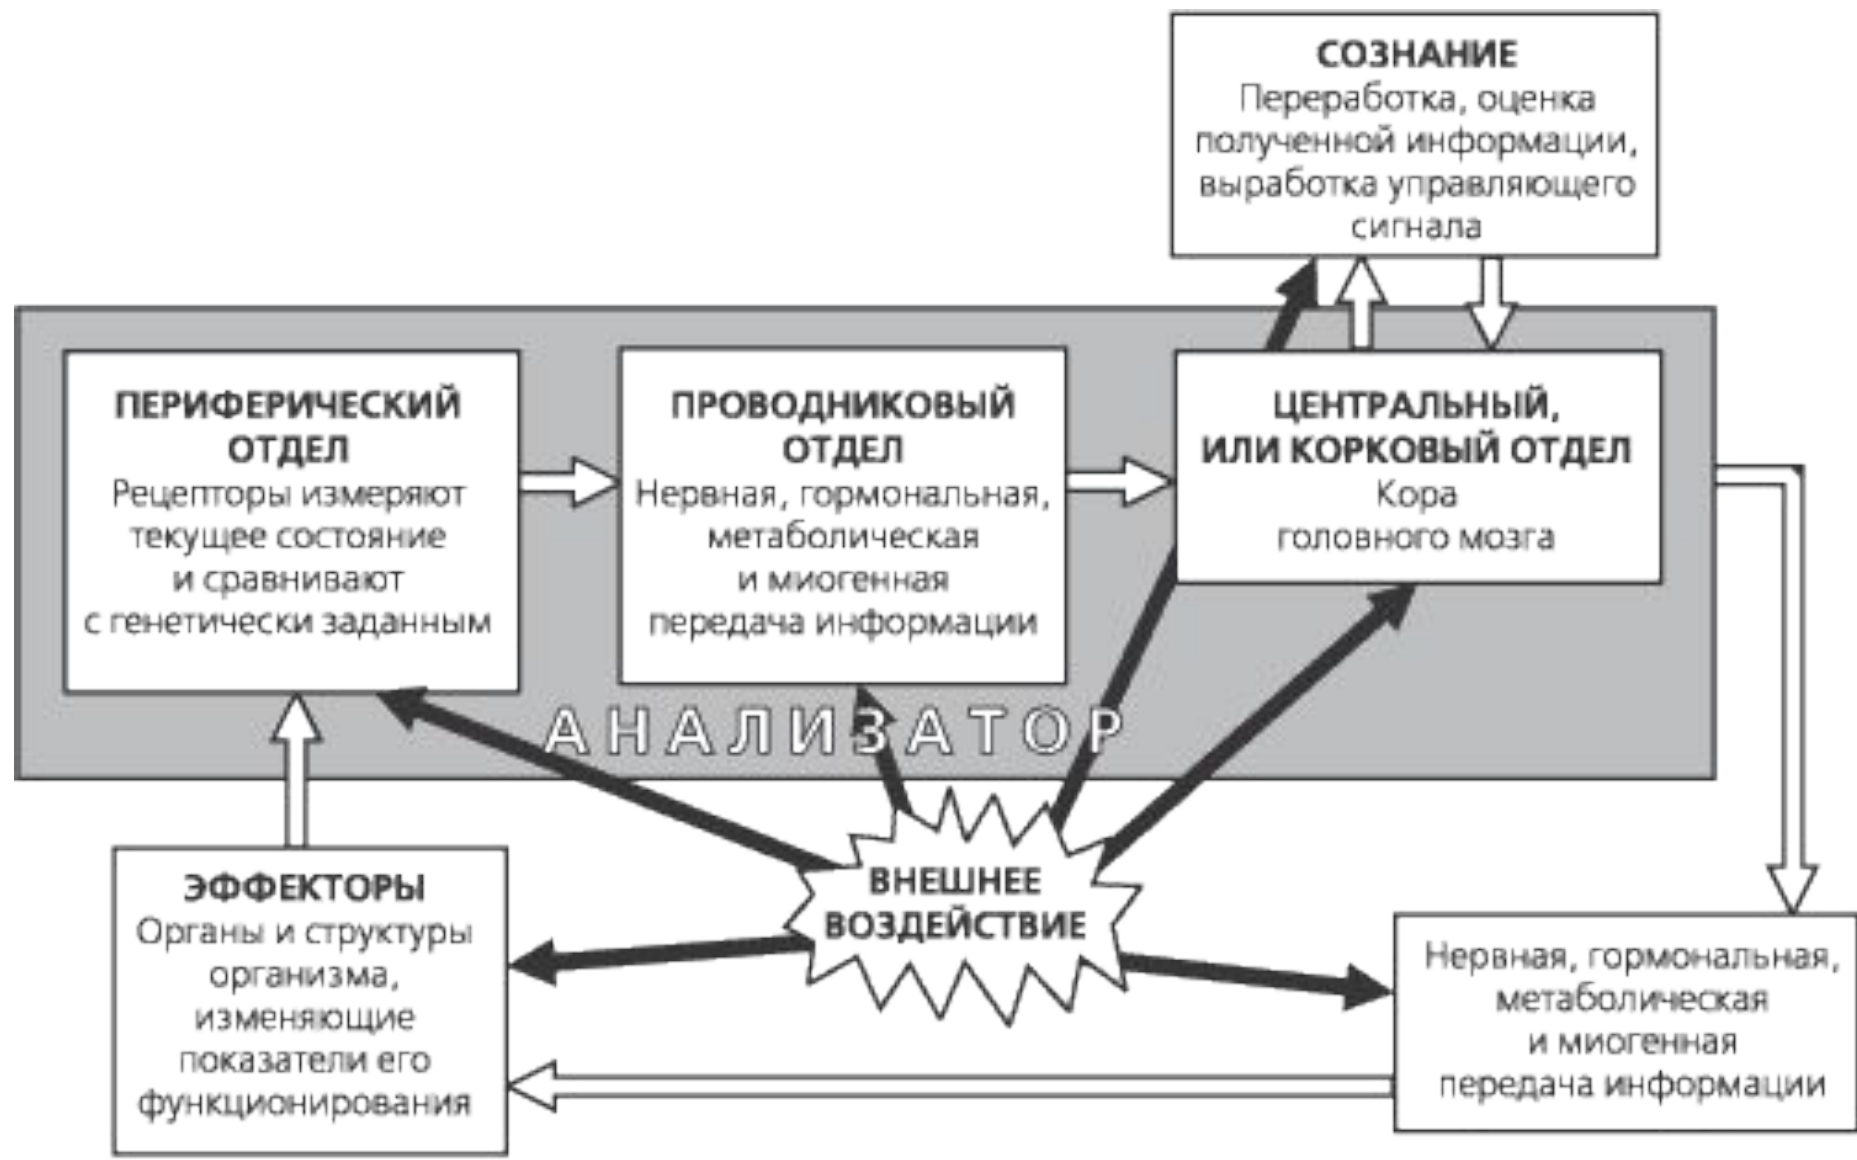 СОЗНАНИЕ
Переработка, оценка
полученной информации,
выработка управляющего
сигнала
ПЕРИФЕРИЧЕСКИЙ
ОТДЕЛ
Рецепторы измеряют
текущее состояние
и сравнивают
с генетически заданным
ПРОВОДНИКОВЫЙ
ОТДЕЛ
Нервная, гормональная,
метаболическая
и миогенная
передача информации
ЦЕНТРАЛЬНЫЙ,
ИЛИ КОРКОВЫЙ ОТДЕЛ
Кора
головного мозга
АНАЛИЗАТОР
ЭФФЕКТОРЫ
Органы и структуры
организма,
изменяющие
показатели его
функционирования
ВНЕШНЕЕ
ВОЗДЕЙСТВИЕ
Нервная, гормональная,
метаболическая
и миогенная
передача информации